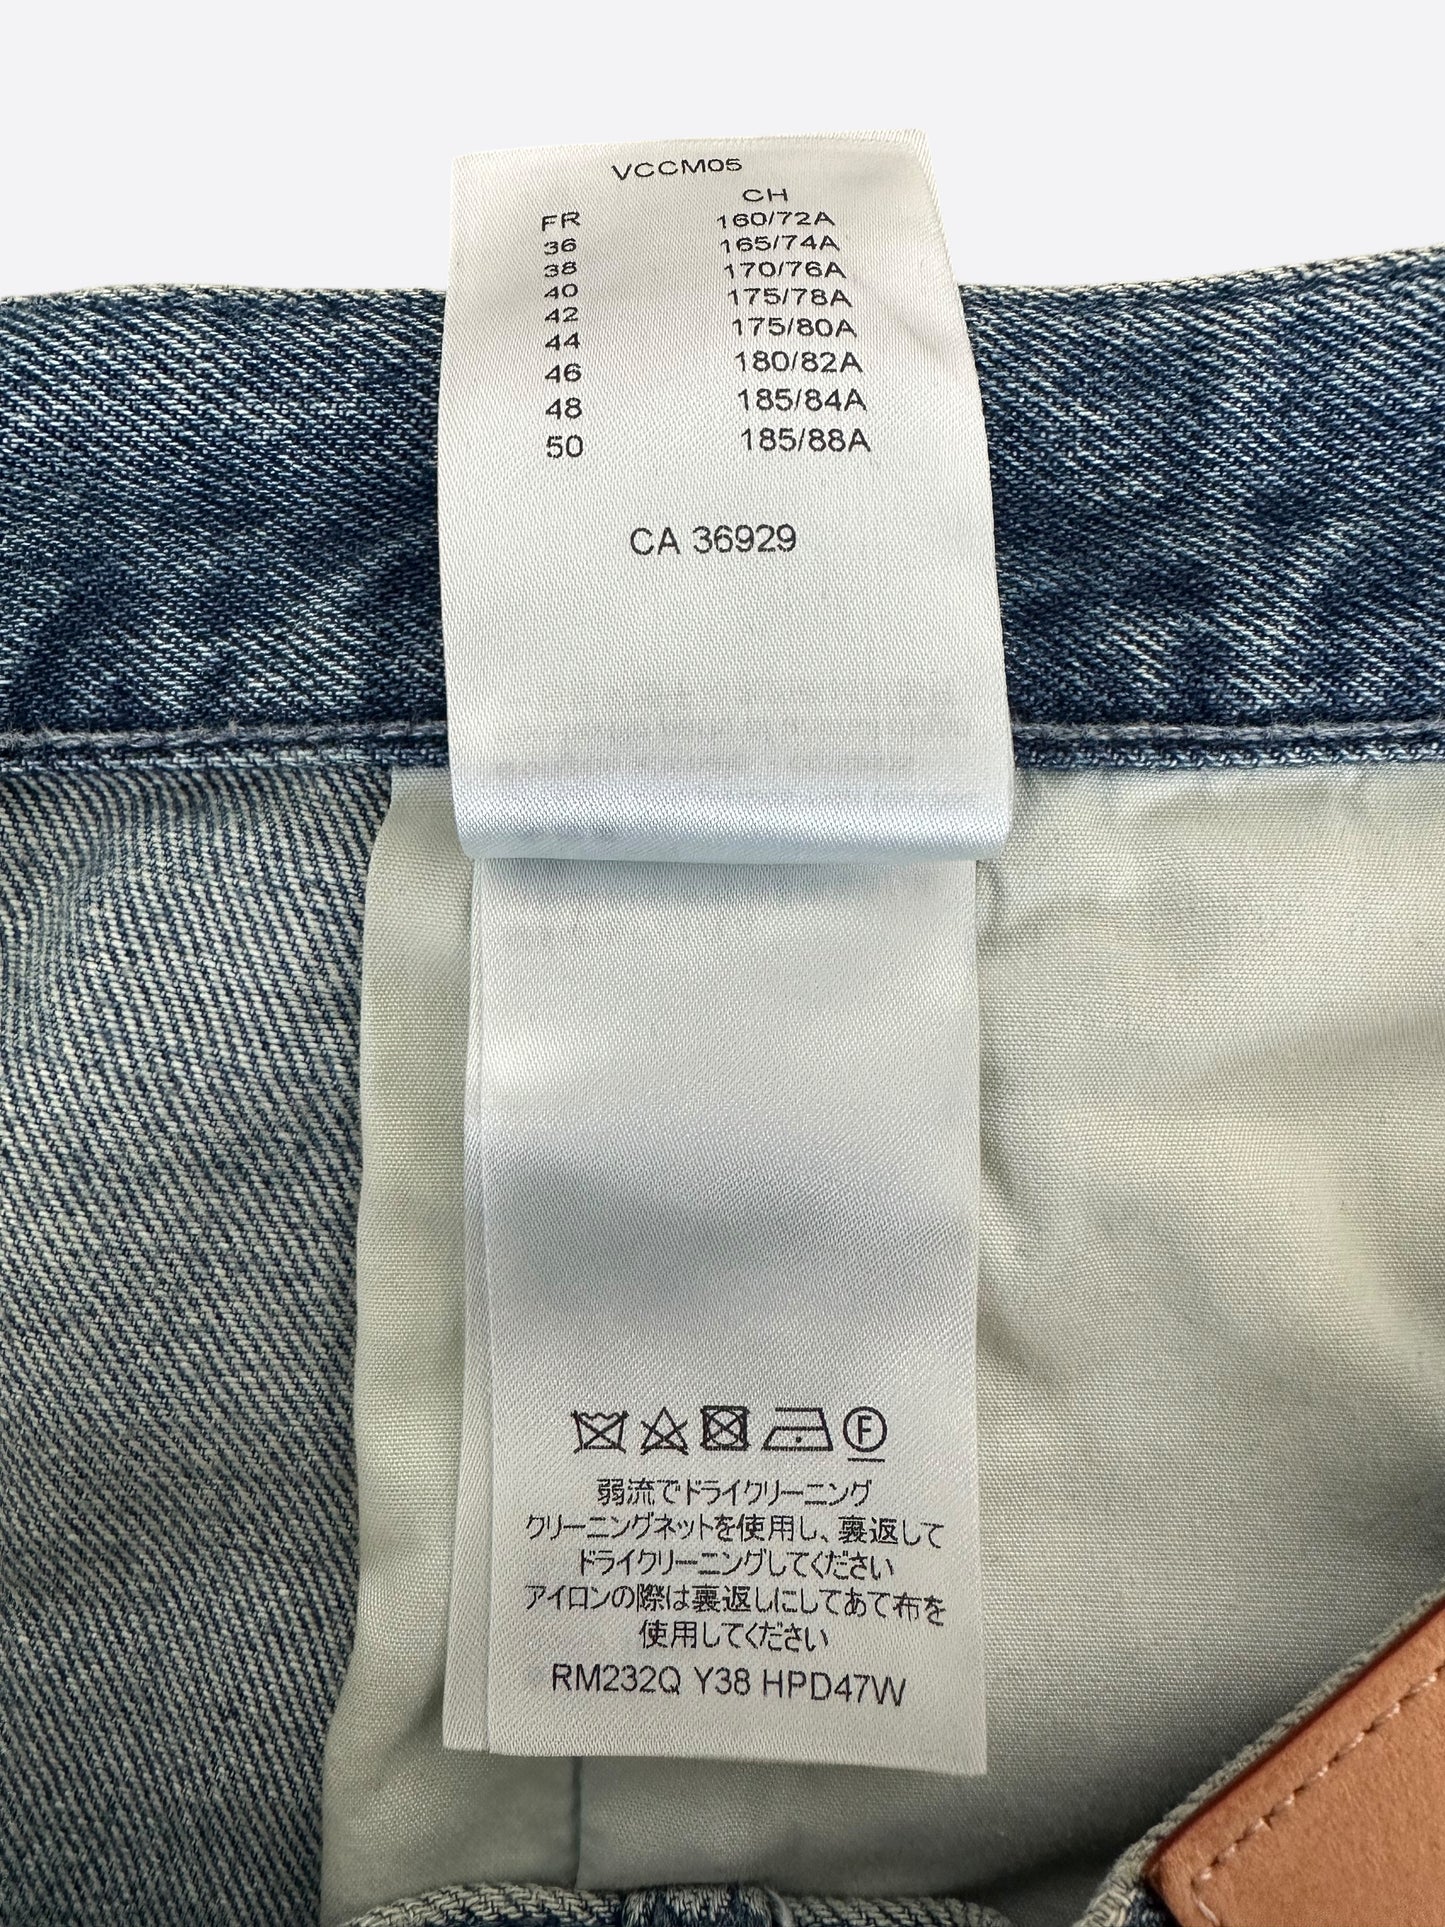 VCCM05
FR CH
36 160/72A
38 165/74A
40 170/76A
42 175/78A
44 175/80A
46 180/82A
48 185/84A
50 185/88A
CA 36929
F
弱流でドライクリーニング
クリーニングネットを使用し、裏返して
ドライクリーニングしてください
アイロンの際は裏返しにしてあて布を
使用してください
RM232Q Y38 HPD47W